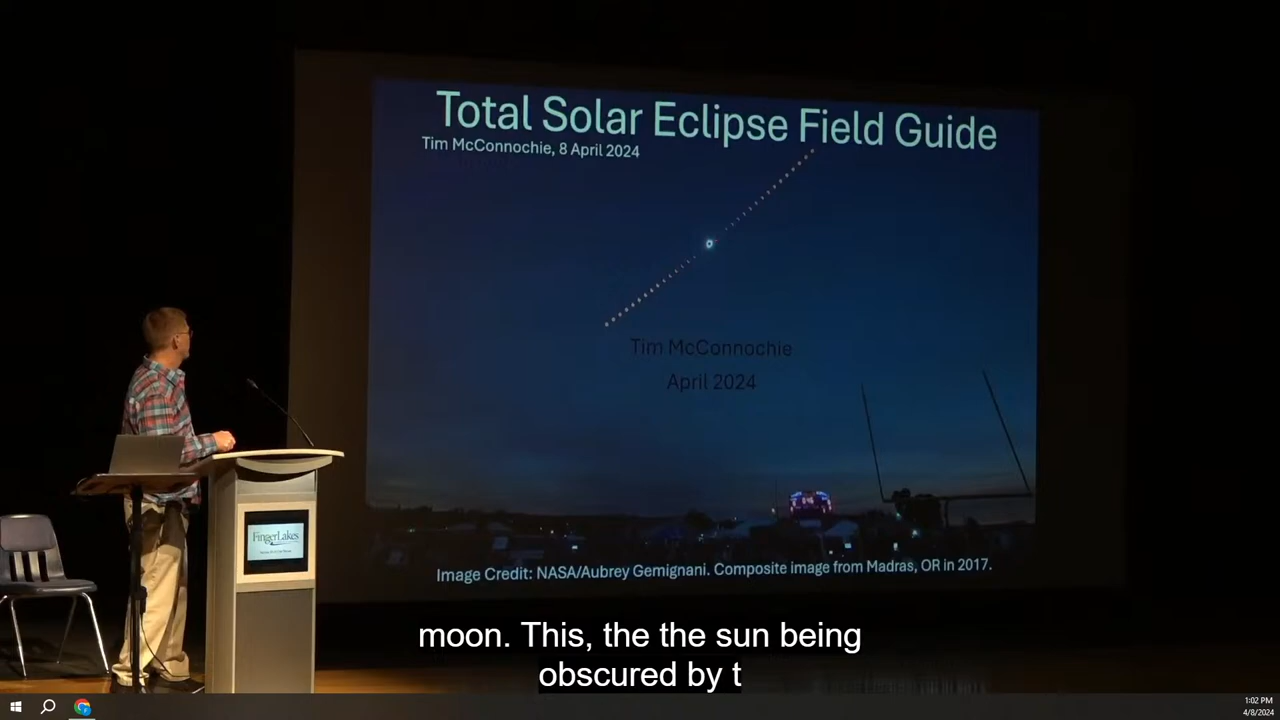 Total Solar Eclipse Field Guide
Tim McConnochie, 8 April 2024
Tim McConnochie
April 2024
Image Credit: NASA/Aubrey Gemignani. Composite image from Madras, OR in 2017.
FingerLakes
moon. This, the the sun being
obscured by t
1:02 PM
4/8/2024